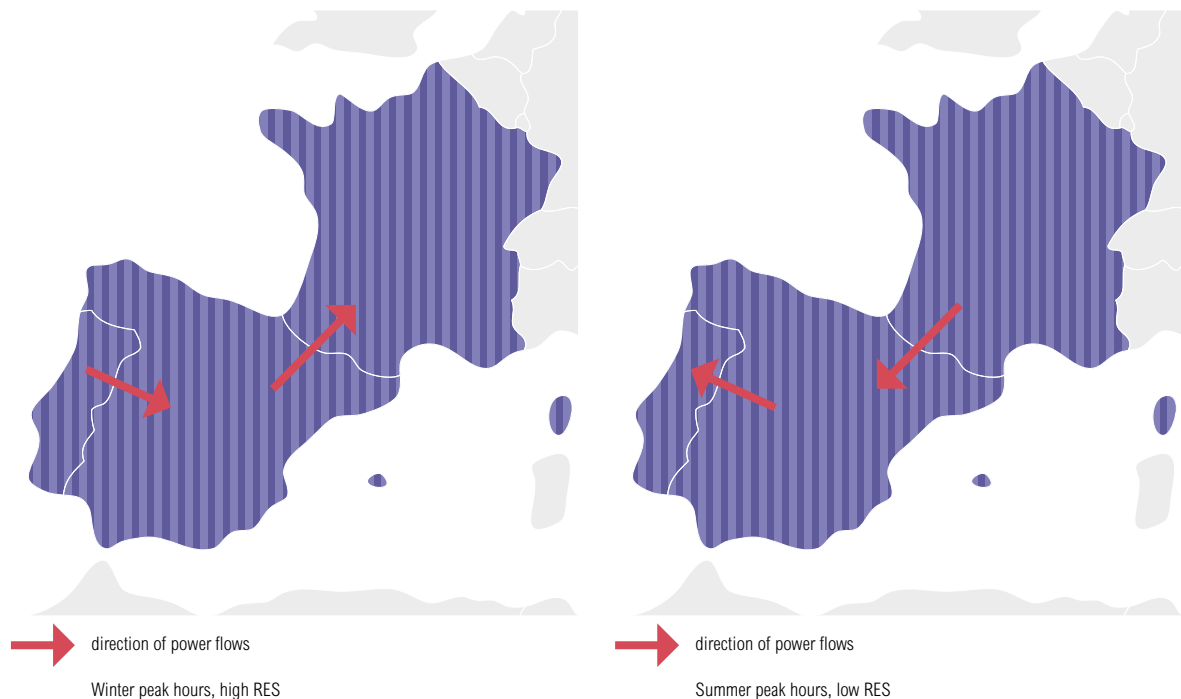 direction of power flows
Winter peak hours, high RES
direction of power flows
Summer peak hours, low RES